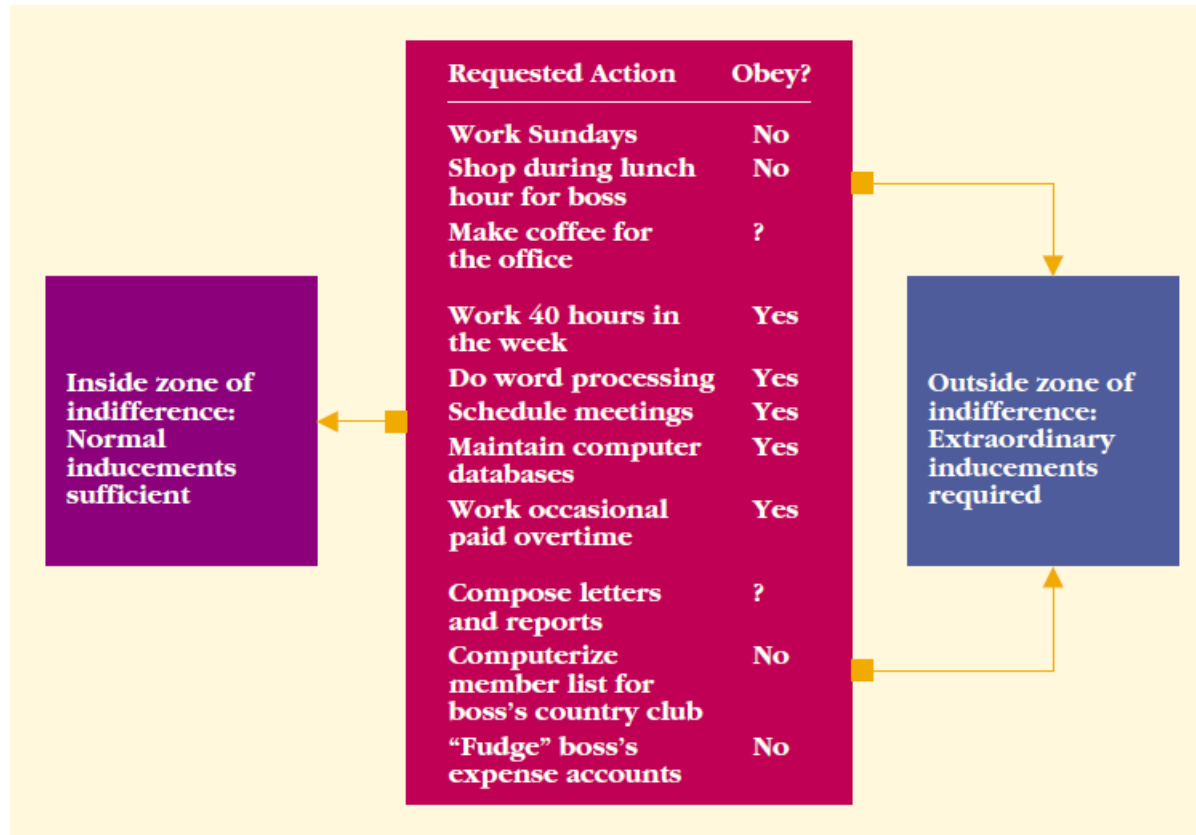 Requested Action Obey?
Work Sundays No
Shop during lunch No
hour for boss
Make coffee for ?
the office
Work 40 hours in Yes
the week
Do word processing Yes
Schedule meetings Yes
Maintain computer Yes
databases
Work occasional Yes
paid overtime
Compose letters ?
and reports
Computerize No
member list for
boss's country club
“Fudge” boss's No
expense accounts
Inside zone of
indifference:
Normal
inducements
sufficient
Outside zone of
indifference:
Extraordinary
inducements
required